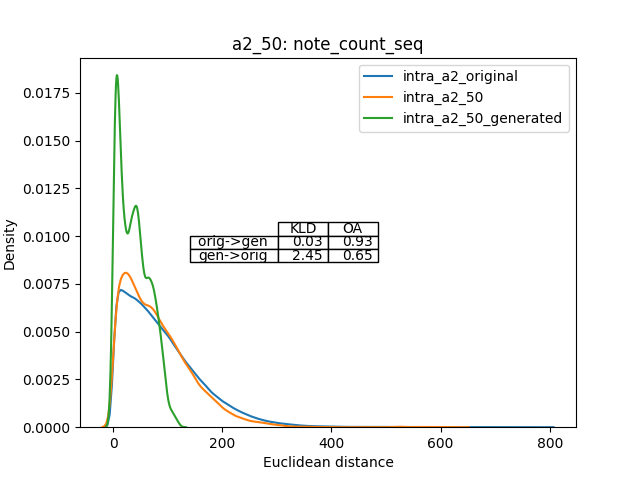 a2_50: note_count_seq
intra_a2_original
intra_a2_50
intra_a2_50_generated
0.0175
0.0150
0.0125
0.0100
0.0075
0.0050
0.0025
0.0000
Density
KLD OA
orig->gen 0.03 0.93
gen->orig 2.45 0.65
0 200 400 600 800
Euclidean distance